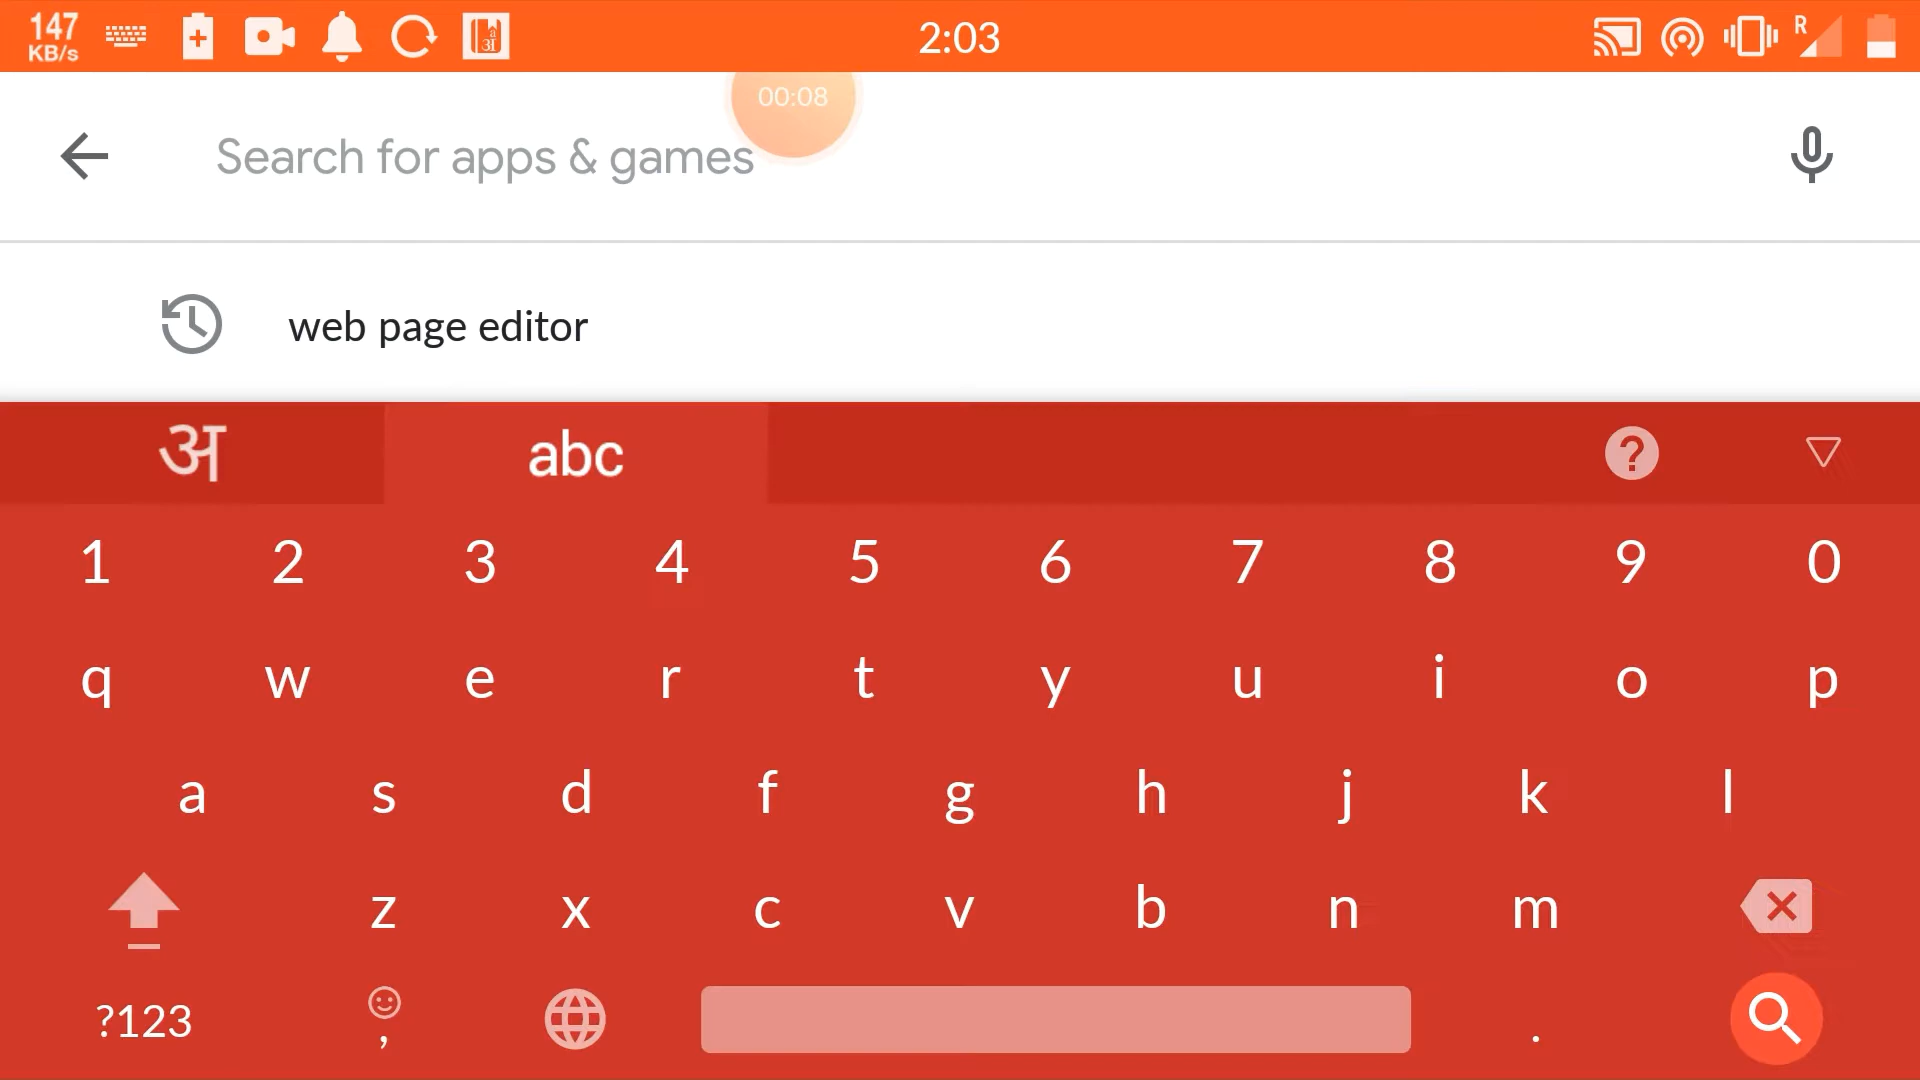 147
KB/s
2:03
R
00:08
Search for apps & games
web page editor
अ abc ?
1 2 3 4 5 6 7 8 9 0
q w e r t y u i o p
a s d f g h j k l
z x c v b n m
?123 , .